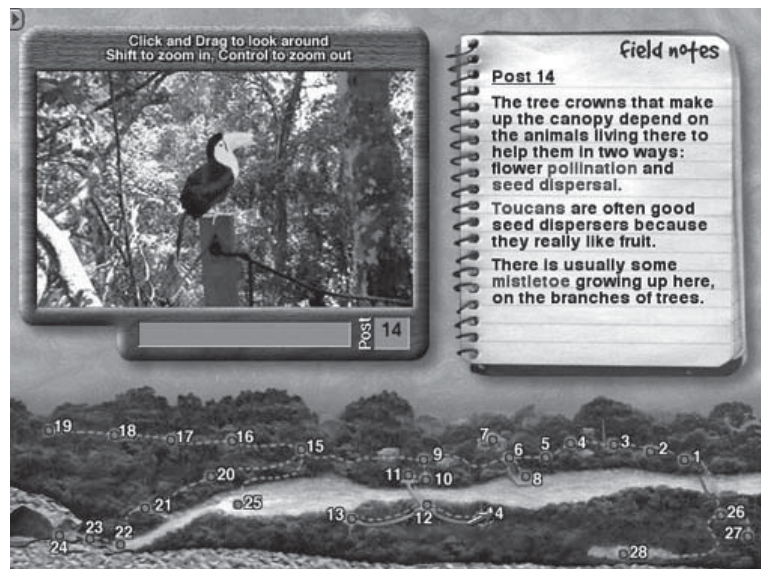 Click and Drag to look around
Shift to zoom in, Control to zoom out
field notes
Post 14
The tree crowns that make
up the canopy depend on
the animals living there to
help them in two ways:
flower pollination and
seed dispersal.
Toucans are often good
seed dispersers because
they really like fruit.
There is usually some
mistletoe growing up here,
on the branches of trees.
Post 14
19
18
17
16
15
20
21
22
23
24
25
9
11
10
13
12
14
7
6
5
4
3
2
1
8
26
27
28